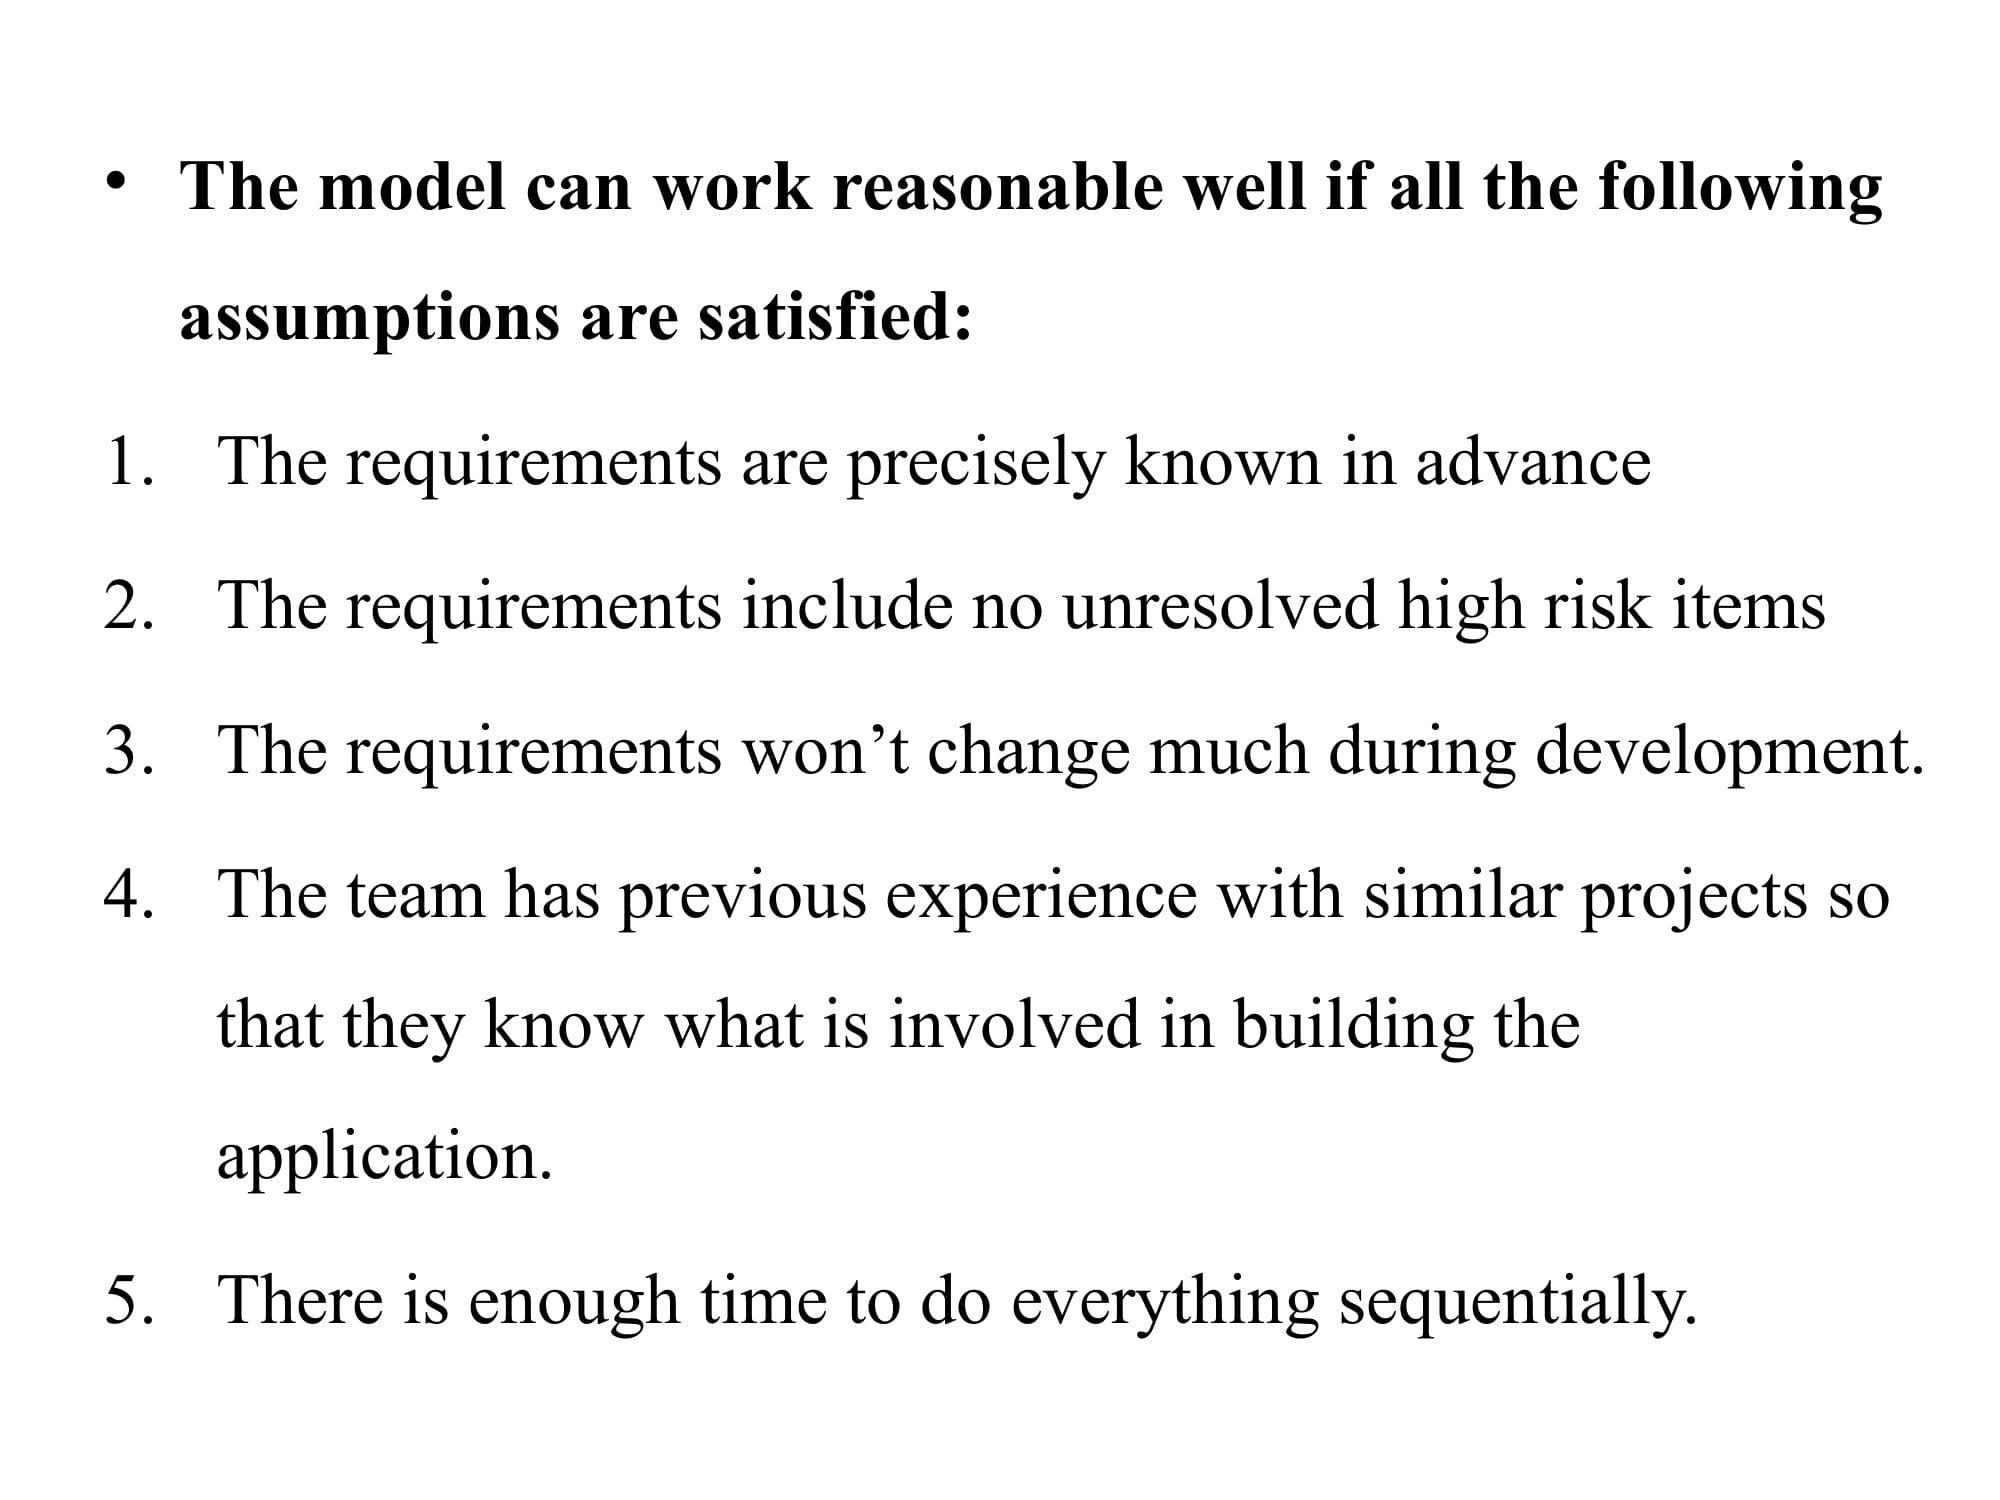 • The model can work reasonable well if all the following
assumptions are satisfied:
1. The requirements are precisely known in advance
2. The requirements include no unresolved high risk items
3. The requirements won’t change much during development.
4. The team has previous experience with similar projects so
that they know what is involved in building the
application.
5. There is enough time to do everything sequentially.